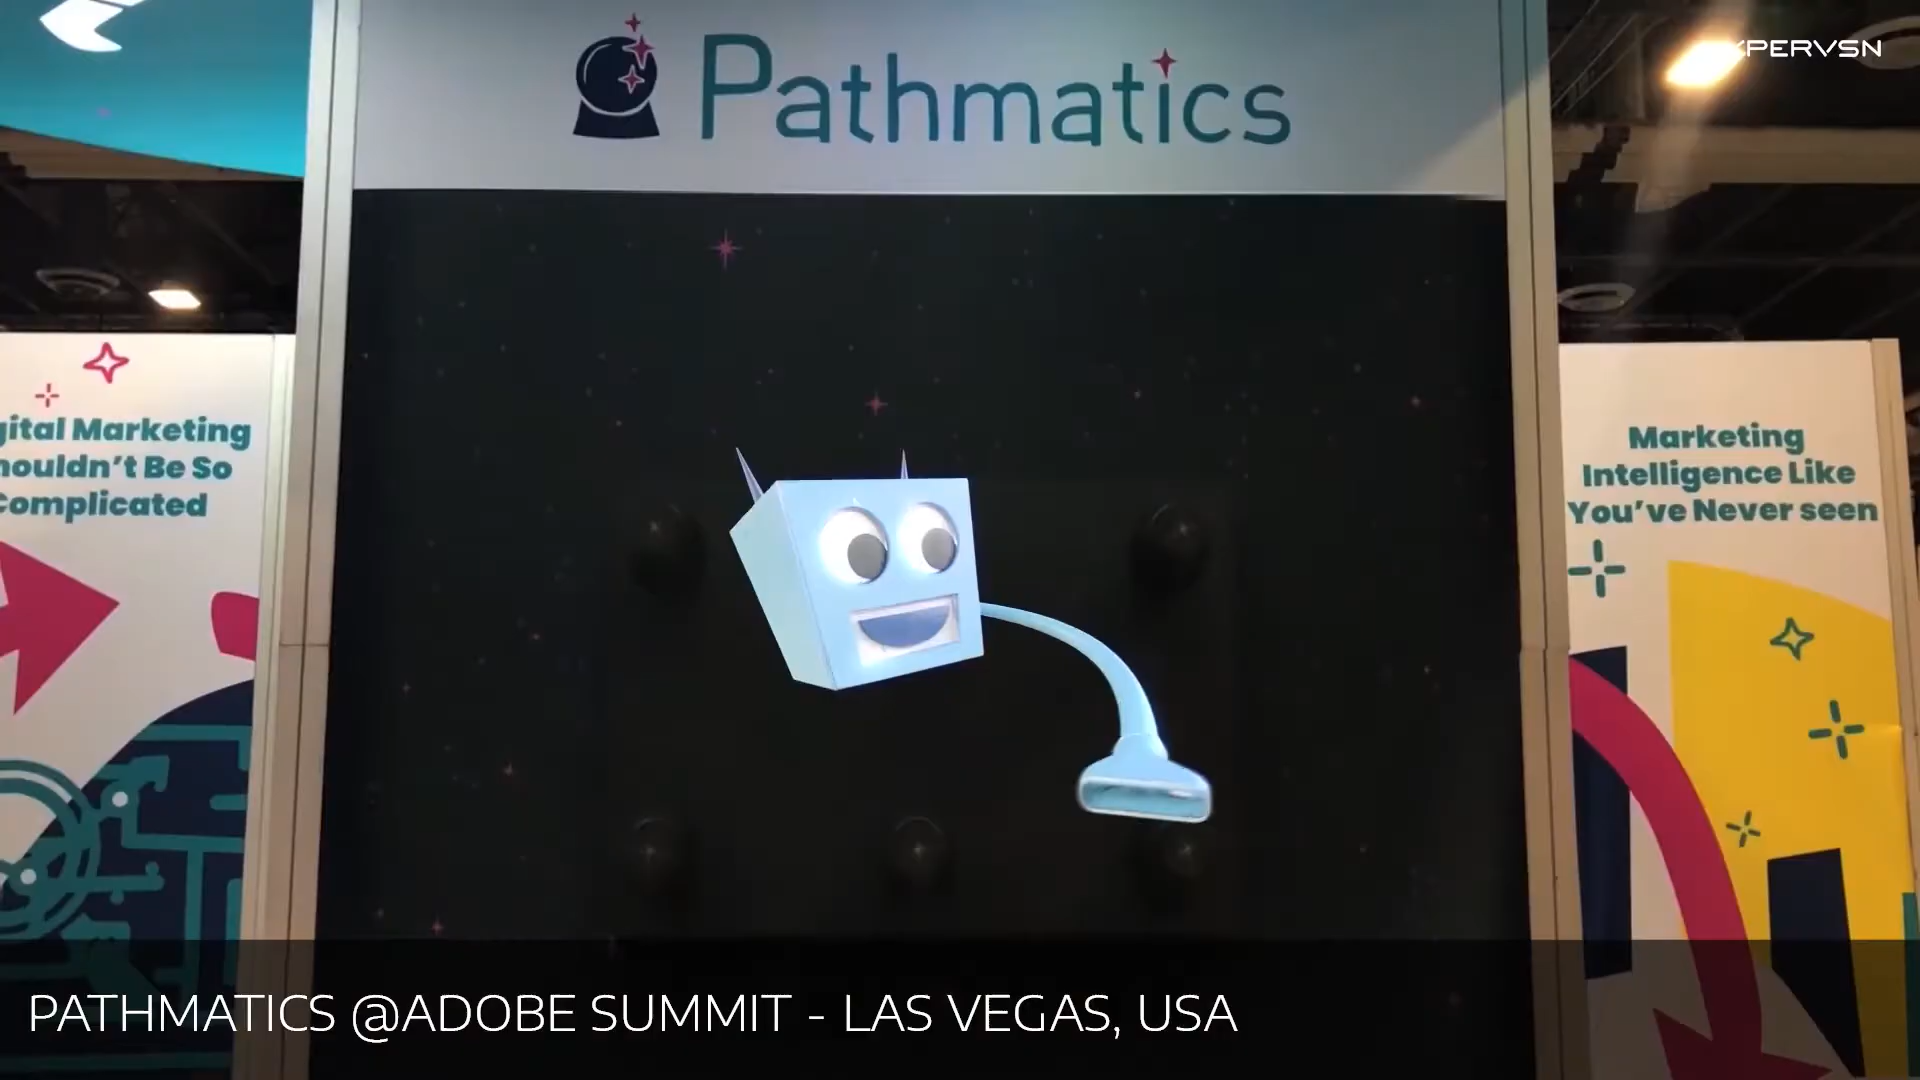 Pathmatics
XPERVSN
gital Marketing
houldn't Be So
Complicated
Marketing
Intelligence Like
You've Never seen
PATHMATICS @ADOBE SUMMIT - LAS VEGAS, USA